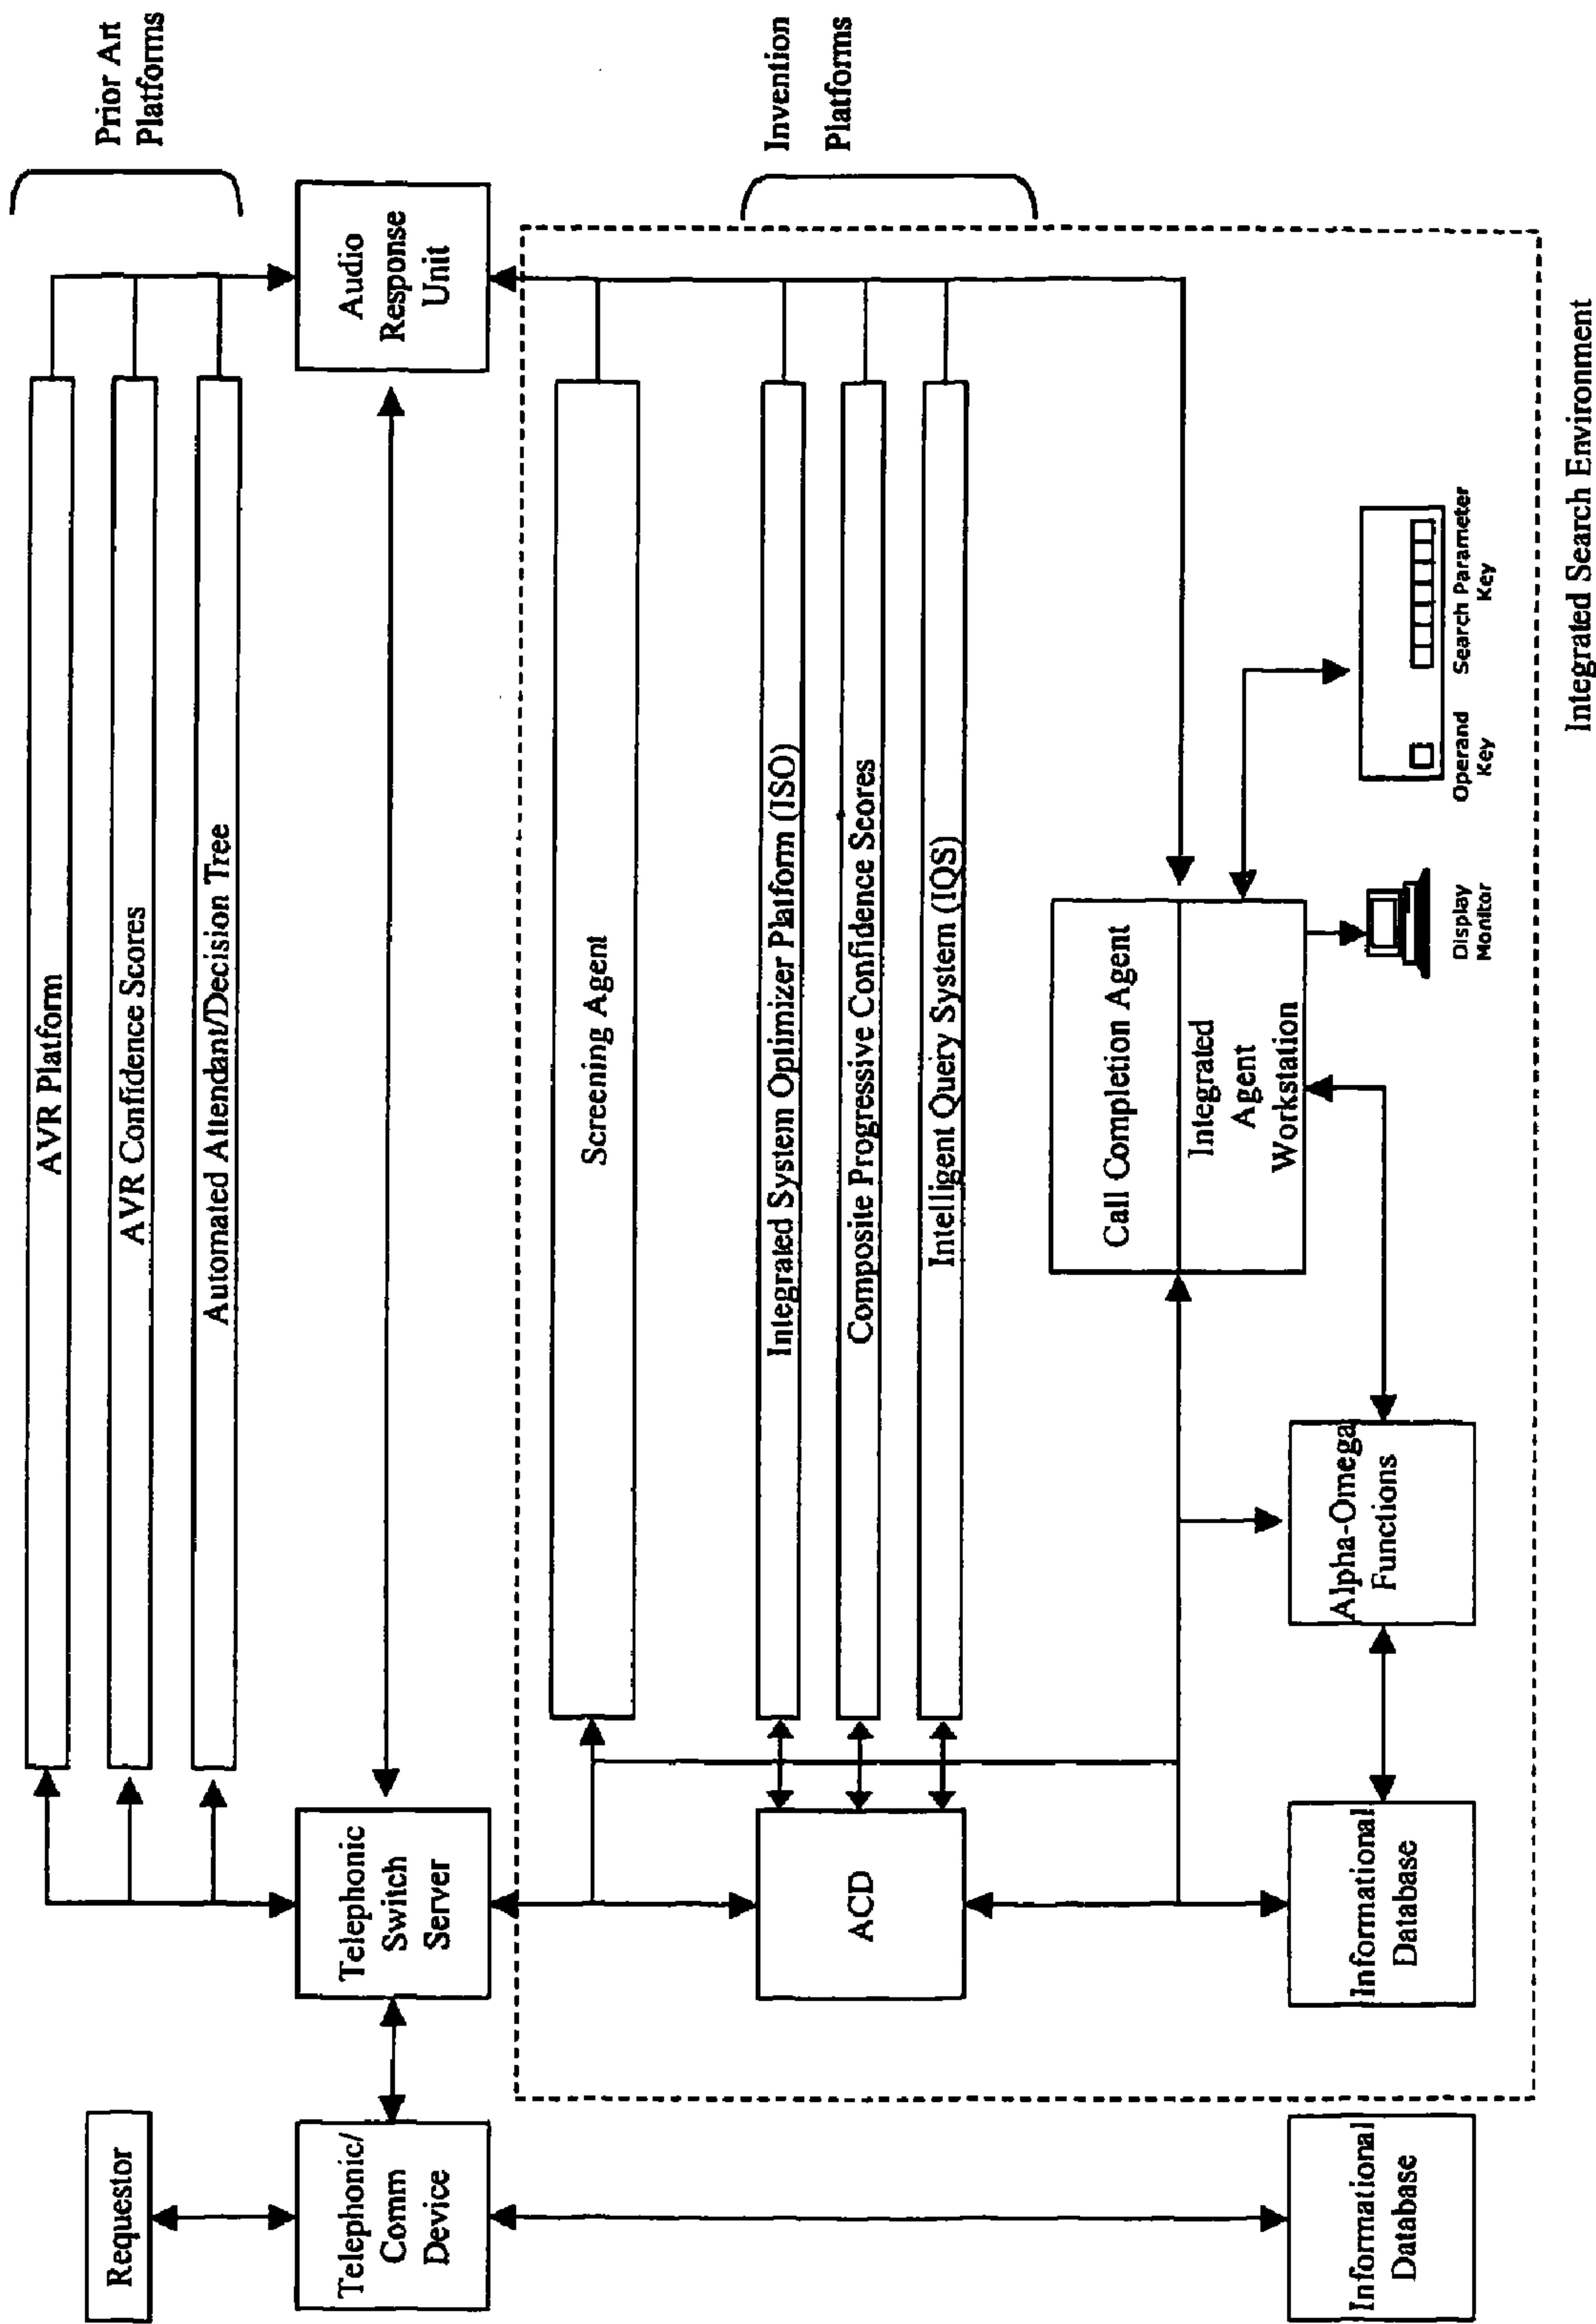 Prior Art
Platforms
AVR Platform
AVR Confidence Scores
Automated Attendant/Decision Tree
Requestor
Telephonic/
Comm
Device
Telephonic
Switch
Server
Audio
Response
Unit
Screening Agent
Invention
Platforms
Integrated System Optimizer Platform (ISO)
Composite Progressive Confidence Scores
Intelligent Query System (IQS)
ACD
Call Completion Agent
Integrated
Agent
Workstation
Informational
Database
Informational
Database
Alpha-Omega
Functions
Display
Monitor
Operand
Key
Search Parameter
Key
Integrated Search Environment